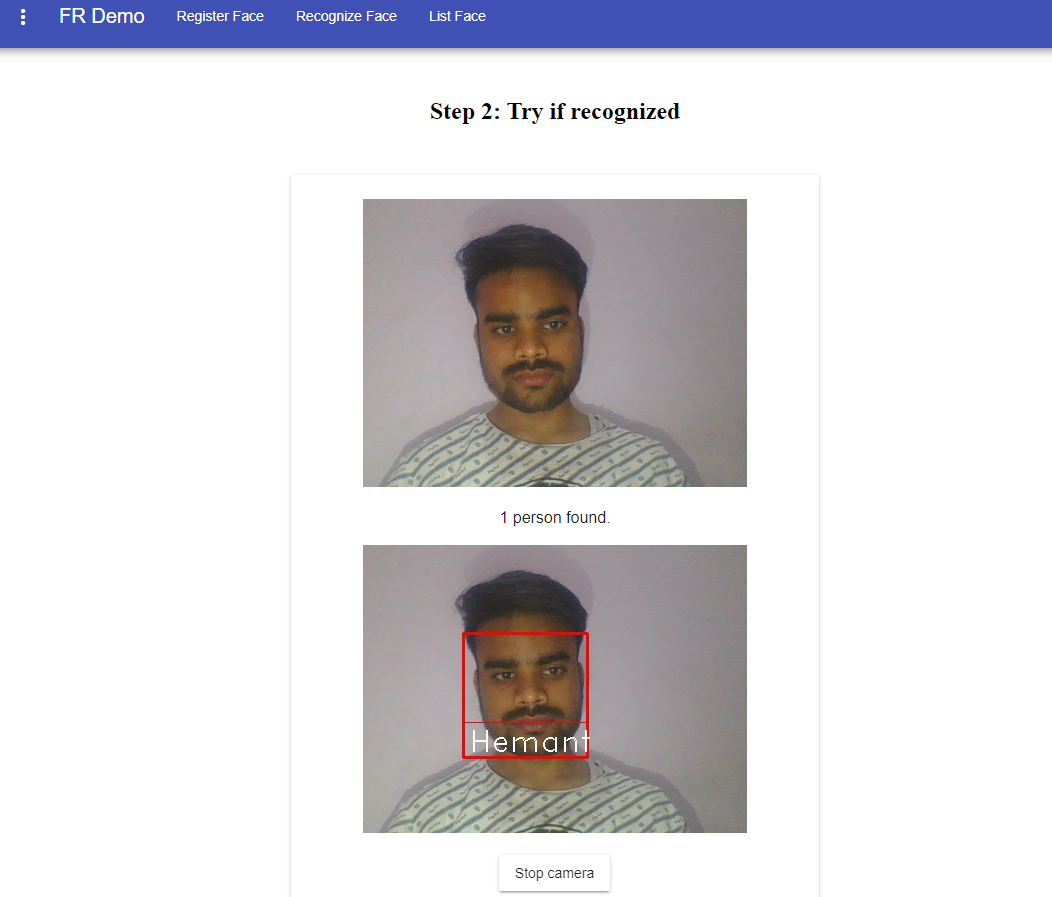 FR Demo Register Face Recognize Face List Face
Step 2: Try if recognized
1 person found.
Hemant
Stop camera